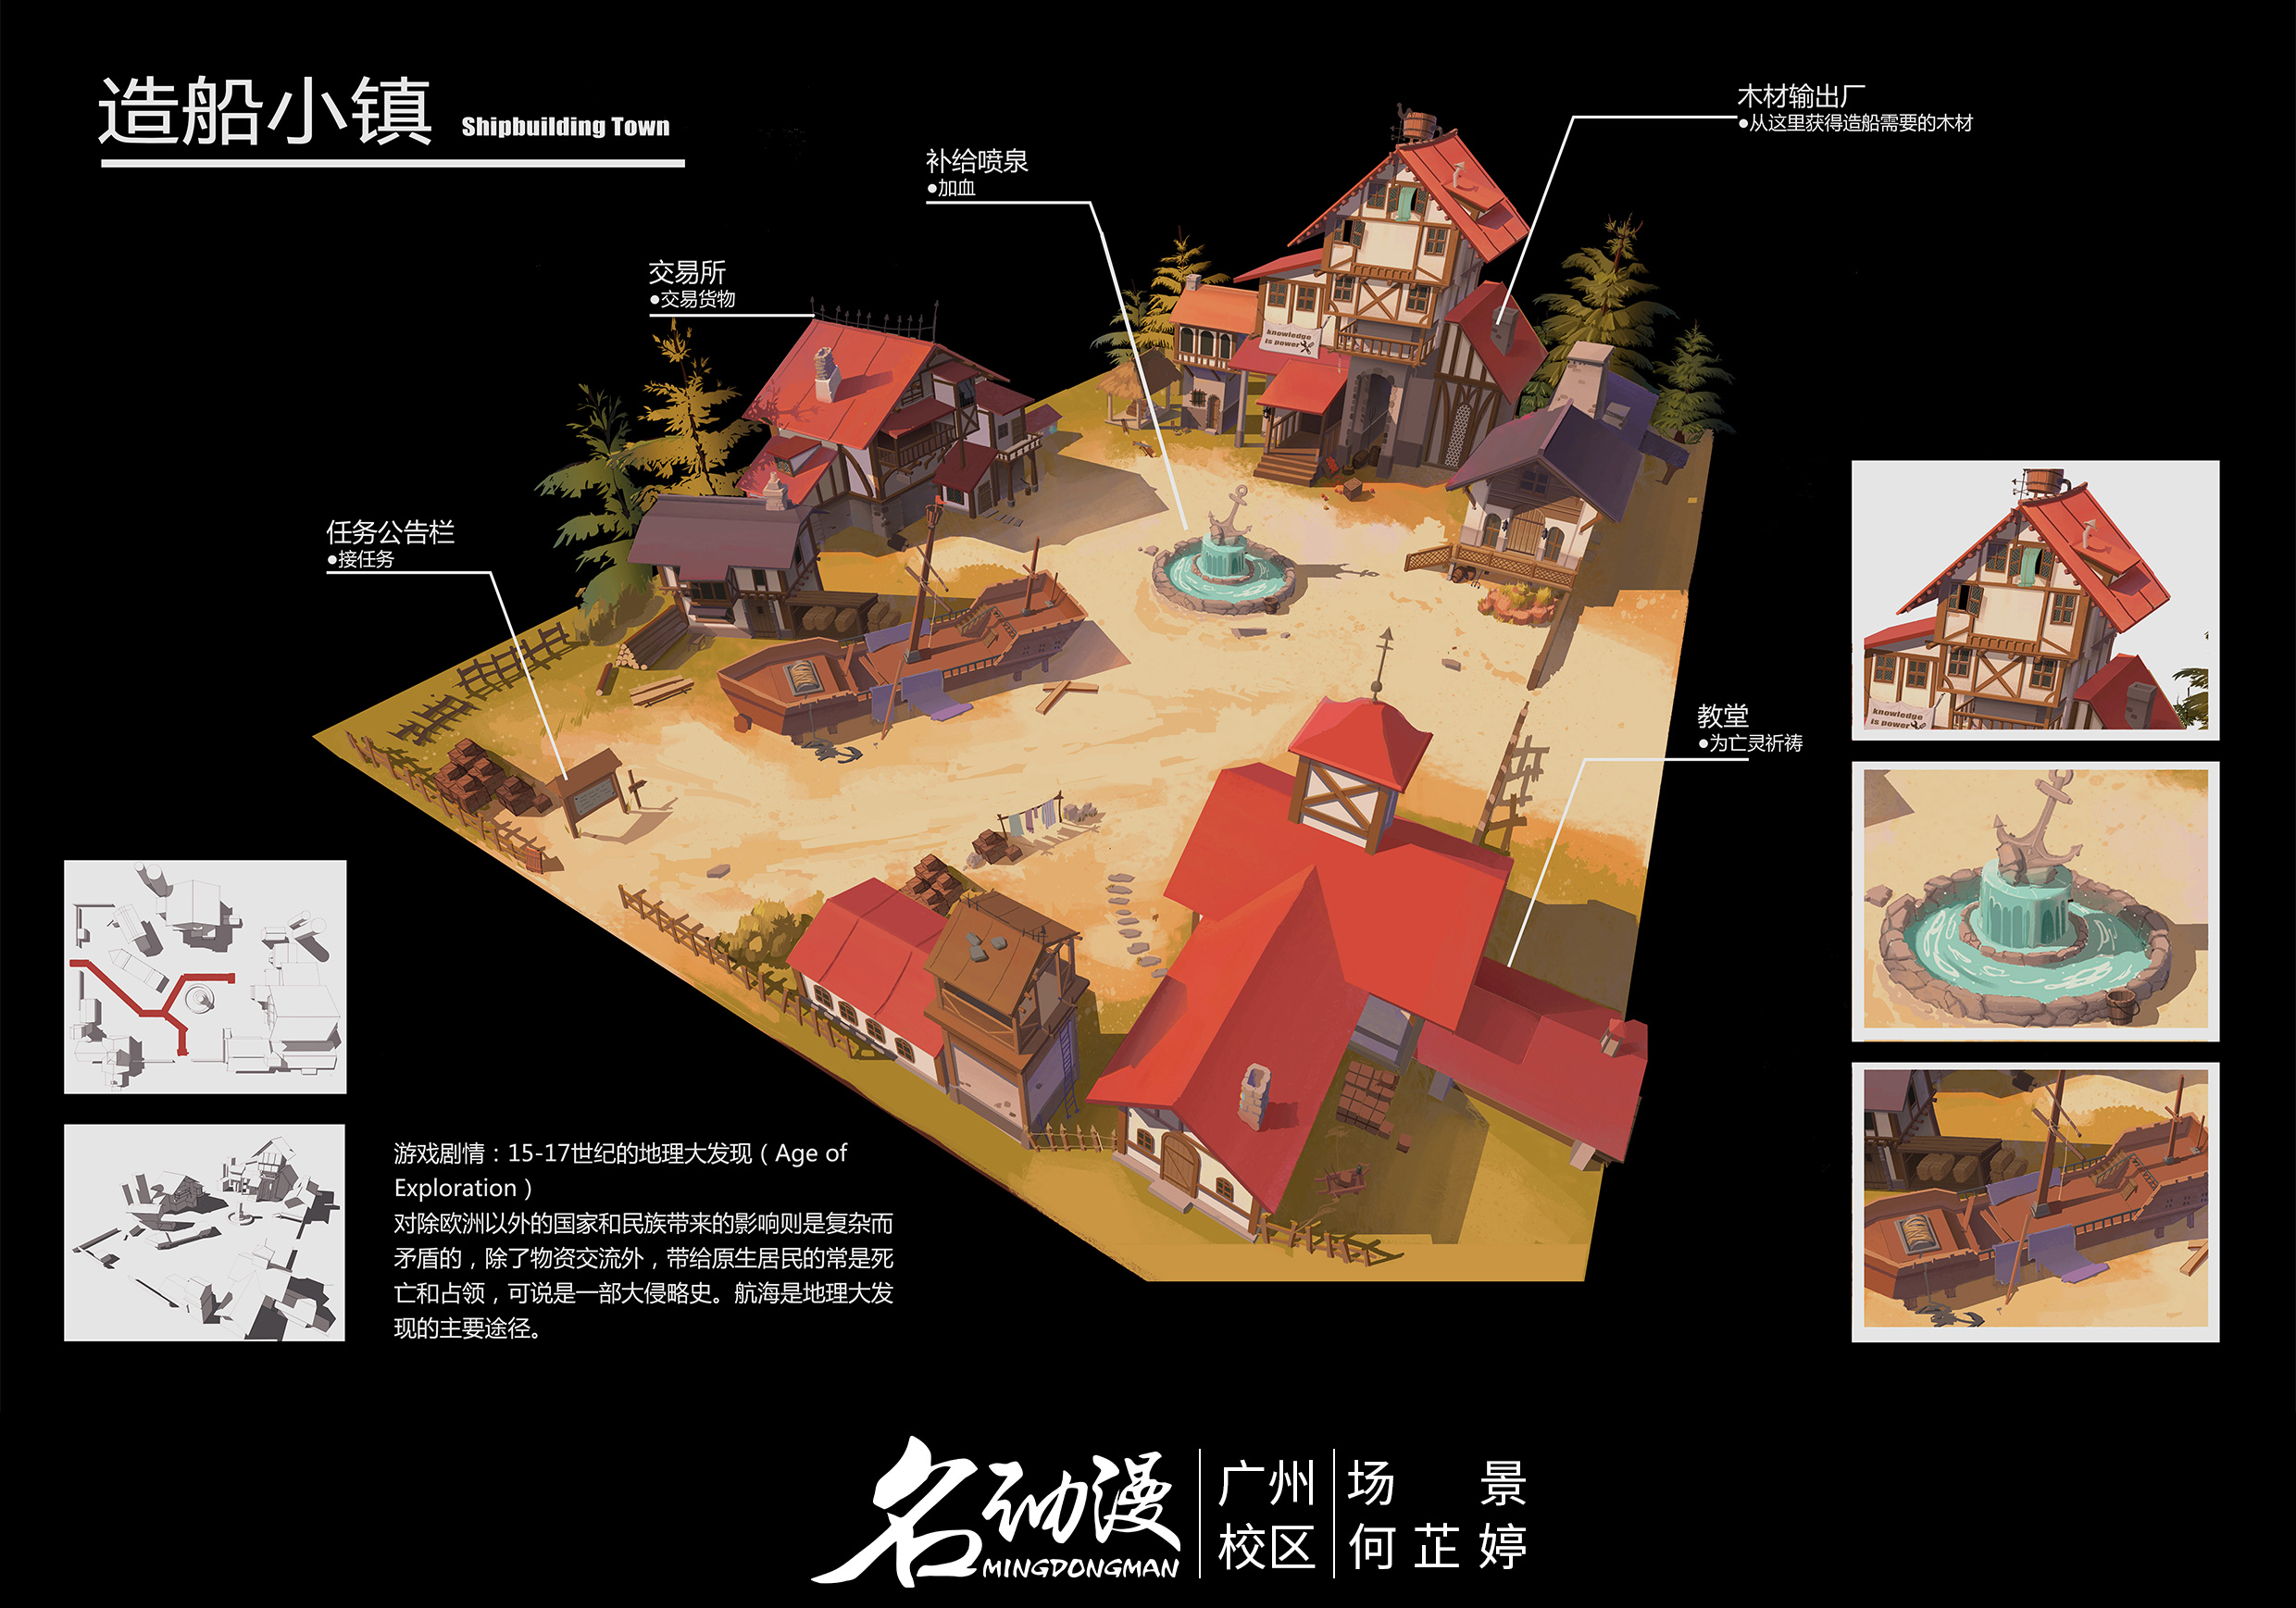 造船小镇 Shipbuilding Town
木材输出厂
●从这里获得造船需要的木材
补给喷泉
●加血
交易所
●交易货物
knowledge
is power
任务公告栏
●接任务
教堂
●为亡灵祈祷
knowledge
is power
游戏剧情：15-17世纪的地理大发现（Age of
Exploration）
对除欧洲以外的国家和民族带来的影响则是复杂而
矛盾的，除了物资交流外，带给原生居民的常是死
亡和占领，可说是一部大侵略史。航海是地理大发
现的主要途径。
名动漫
MINGDONGMAN
广州
校区
场景
何芷婷